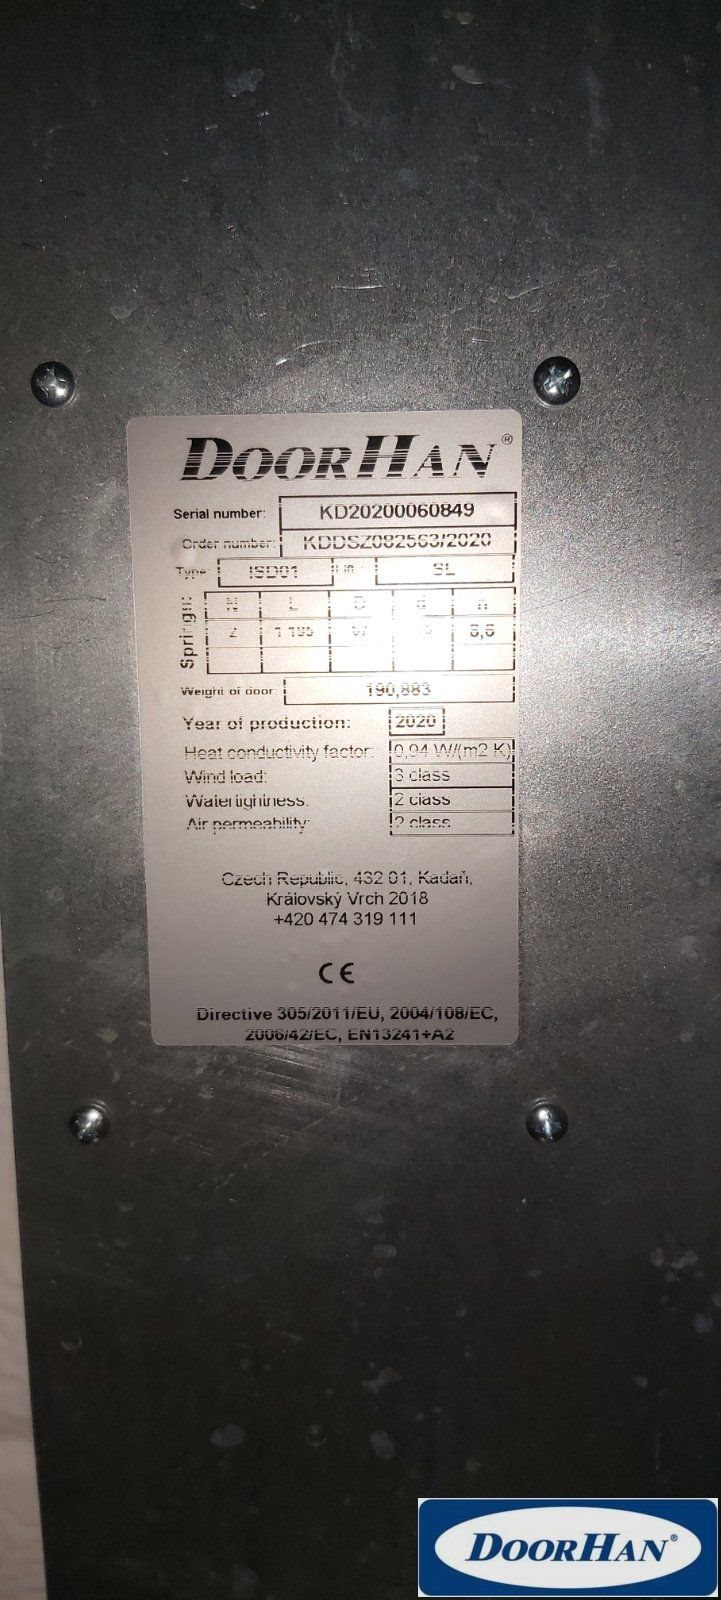 DOORHAN®
Serial number: KD20200060849
Order number: KDDSZ082563/2020
Type: ISD01 Lift: SL
Springs: N L D d n
2
Weight of door: 190,883
Year of production: 2020
Heat conductivity factor: 0,94 W/(m2 K)
Wind load: 3 class
Watertightness: 2 class
Air permeability: 2 class
Czech Republic, 432 01, Kadaň,
Královský Vrch 2018
+420 474 319 111
CE
Directive 305/2011/EU, 2004/108/EC,
2006/42/EC, EN13241+A2
DOORHAN®